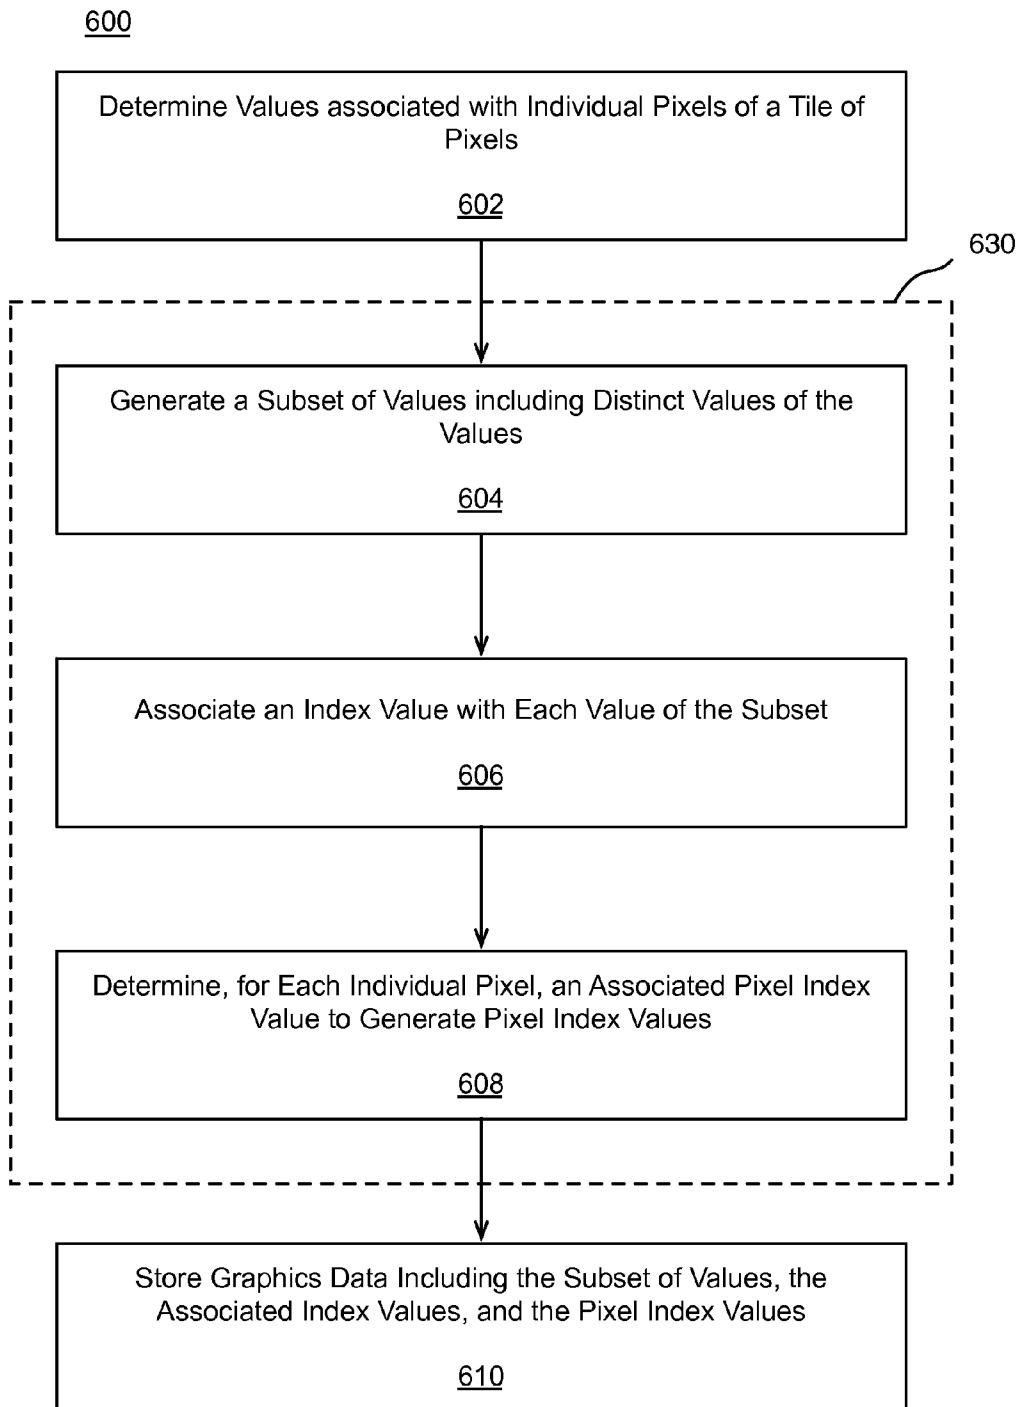 600
Determine Values associated with Individual Pixels of a Tile of
Pixels
602
630
Generate a Subset of Values including Distinct Values of the
Values
604
Associate an Index Value with Each Value of the Subset
606
Determine, for Each Individual Pixel, an Associated Pixel Index
Value to Generate Pixel Index Values
608
Store Graphics Data Including the Subset of Values, the
Associated Index Values, and the Pixel Index Values
610